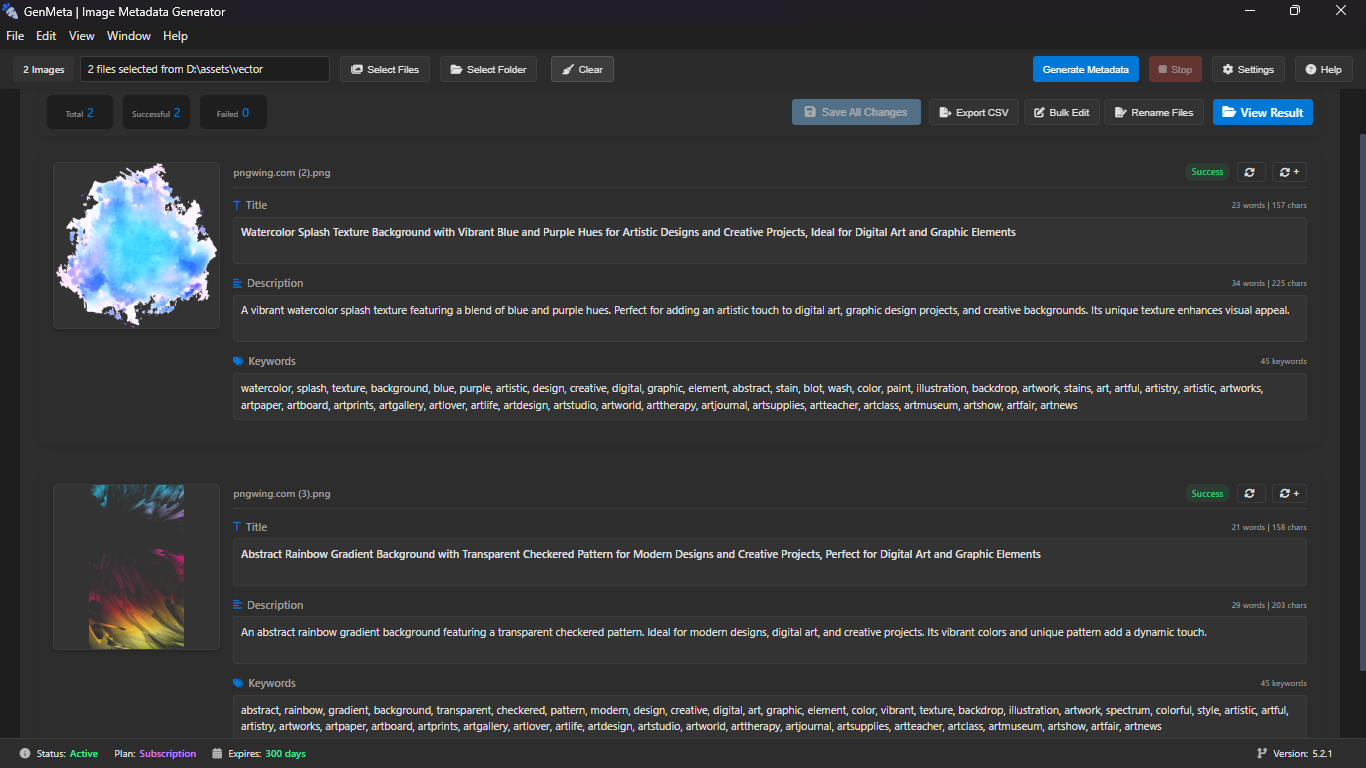 GenMeta | Image Metadata Generator
File Edit View Window Help
2 Images 2 files selected from D:\assets\vector Select Files Select Folder Clear Generate Metadata Stop Settings Help
Total 2 Successful 2 Failed 0 Save All Changes Export CSV Bulk Edit Rename Files View Result
pngwing.com (2).png Success +
Title 23 words | 157 chars
Watercolor Splash Texture Background with Vibrant Blue and Purple Hues for Artistic Designs and Creative Projects, Ideal for Digital Art and Graphic Elements
Description 34 words | 225 chars
A vibrant watercolor splash texture featuring a blend of blue and purple hues. Perfect for adding an artistic touch to digital art, graphic design projects, and creative backgrounds. Its unique texture enhances visual appeal.
Keywords 45 keywords
watercolor, splash, texture, background, blue, purple, artistic, design, creative, digital, graphic, element, abstract, stain, blot, wash, color, paint, illustration, backdrop, artwork, stains, art, artful, artistry, artistic, artworks,
artpaper, artboard, artprints, artgallery, artlover, artlife, artdesign, artstudio, artworld, arttherapy, artjournal, artsupplies, artteacher, artclass, artmuseum, artshow, artfair, artnews
pngwing.com (3).png Success +
Title 21 words | 158 chars
Abstract Rainbow Gradient Background with Transparent Checkered Pattern for Modern Designs and Creative Projects, Perfect for Digital Art and Graphic Elements
Description 29 words | 203 chars
An abstract rainbow gradient background featuring a transparent checkered pattern. Ideal for modern designs, digital art, and creative projects. Its vibrant colors and unique pattern add a dynamic touch.
Keywords 45 keywords
abstract, rainbow, gradient, background, transparent, checkered, pattern, modern, design, creative, digital, art, graphic, element, color, vibrant, texture, backdrop, illustration, artwork, spectrum, colorful, style, artistic, artful,
artistry, artworks, artpaper, artboard, artprints, artgallery, artlover, artlife, artdesign, artstudio, artworld, arttherapy, artjournal, artsupplies, artteacher, artclass, artmuseum, artshow, artfair, artnews
Status: Active Plan: Subscription Expires: 300 days Version: 5.2.1